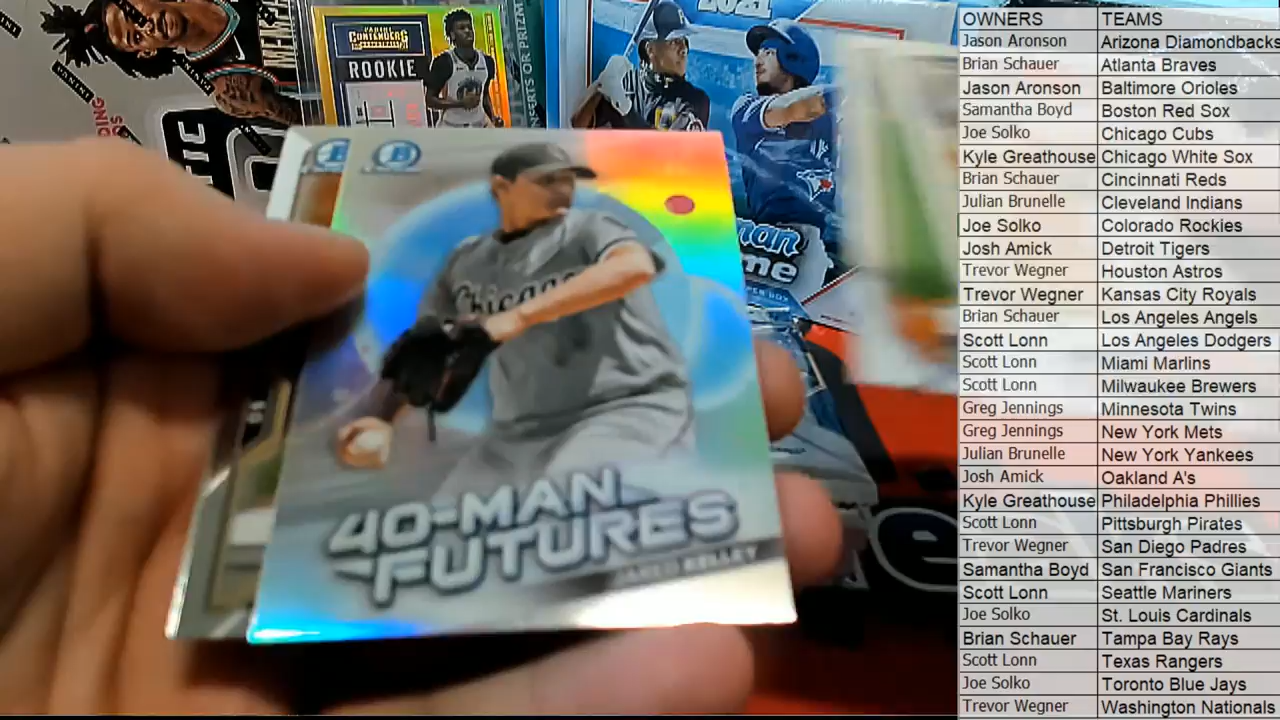 OWNERS TEAMS
Jason Aronson Arizona Diamondbacks
Brian Schauer Atlanta Braves
Jason Aronson Baltimore Orioles
Samantha Boyd Boston Red Sox
Joe Solko Chicago Cubs
Kyle Greathouse Chicago White Sox
Brian Schauer Cincinnati Reds
Julian Brunelle Cleveland Indians
Joe Solko Colorado Rockies
Josh Amick Detroit Tigers
Trevor Wegner Houston Astros
Trevor Wegner Kansas City Royals
Brian Schauer Los Angeles Angels
Scott Lonn Los Angeles Dodgers
Scott Lonn Miami Marlins
Scott Lonn Milwaukee Brewers
Greg Jennings Minnesota Twins
Greg Jennings New York Mets
Julian Brunelle New York Yankees
Josh Amick Oakland A's
Kyle Greathouse Philadelphia Phillies
Scott Lonn Pittsburgh Pirates
Trevor Wegner San Diego Padres
Samantha Boyd San Francisco Giants
Scott Lonn Seattle Mariners
Joe Solko St. Louis Cardinals
Brian Schauer Tampa Bay Rays
Scott Lonn Texas Rangers
Joe Solko Toronto Blue Jays
Trevor Wegner Washington Nationals
PANINI
CONTENDERS
ROOKIE
2021
B
B
Chicago
40-MAN
FUTURES
JARED KELLEY